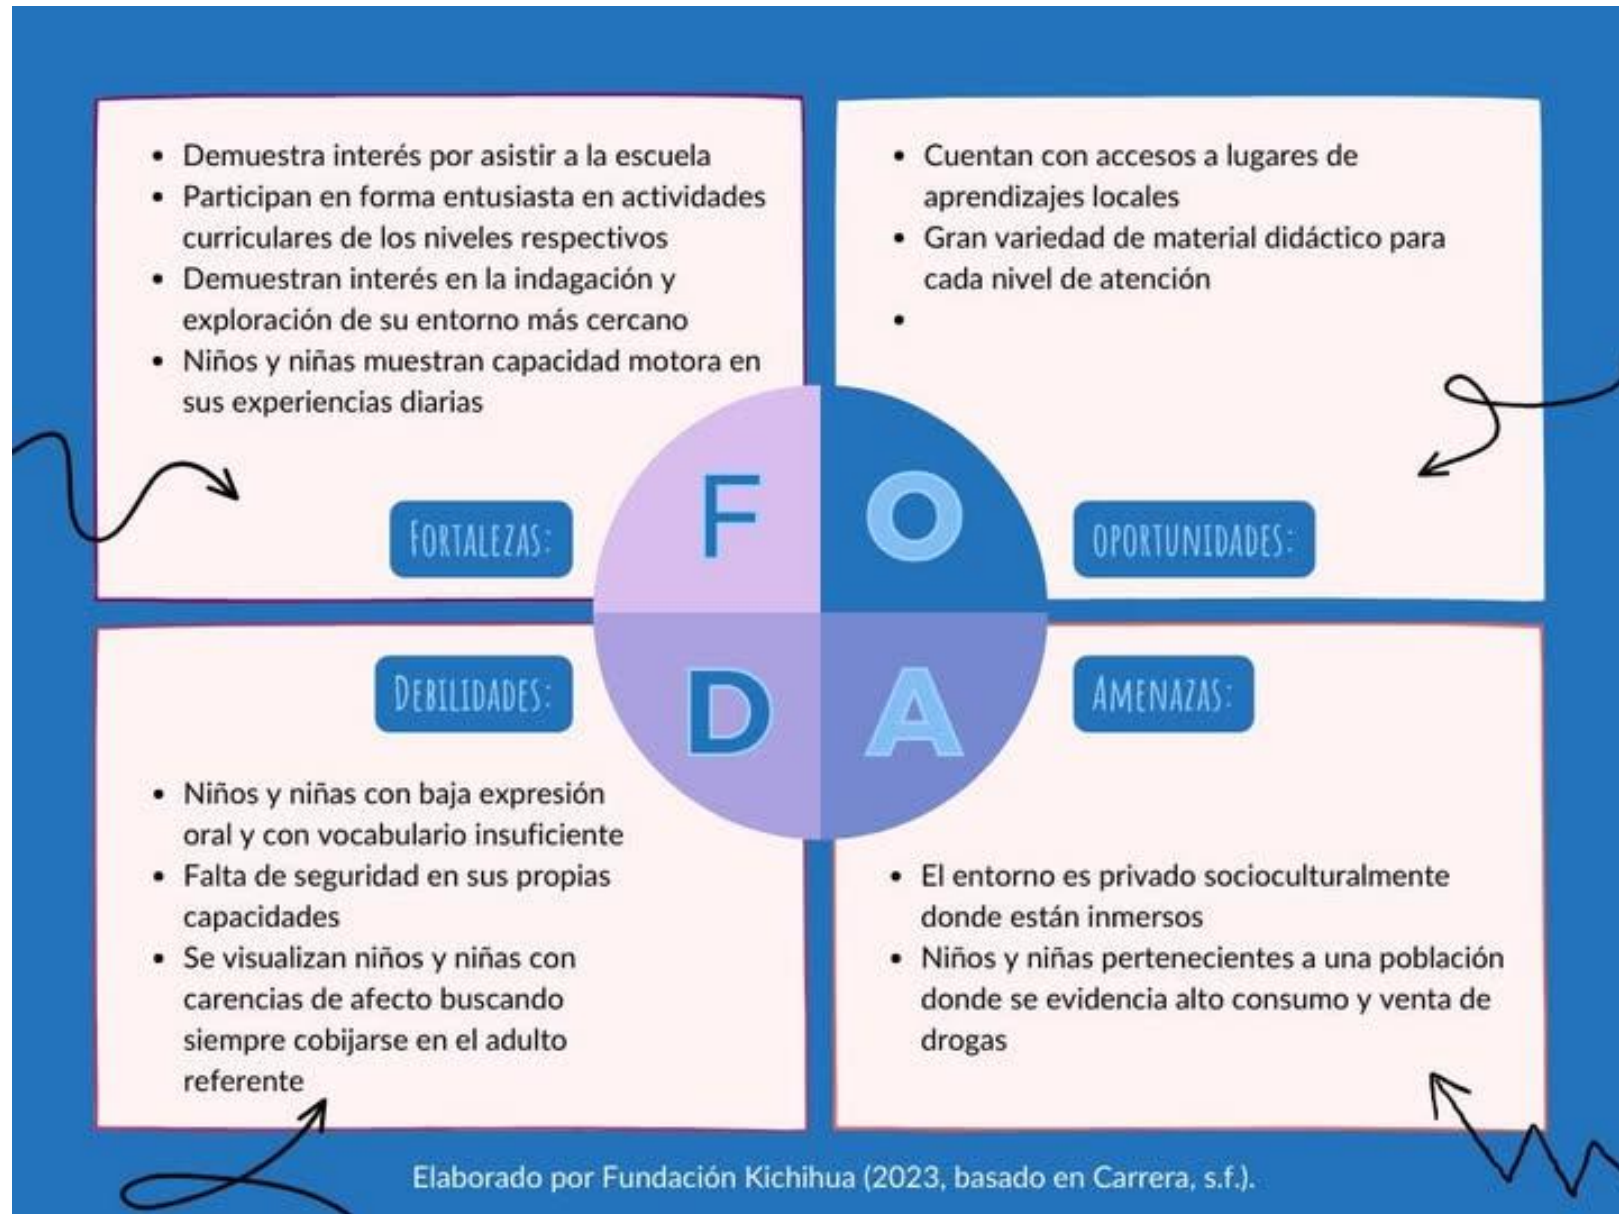 • Demuestra interés por asistir a la escuela
• Participan en forma entusiasta en actividades
curriculares de los niveles respectivos
• Demuestran interés en la indagación y
exploración de su entorno más cercano
• Niños y niñas muestran capacidad motora en
sus experiencias diarias
FORTALEZAS:
• Cuentan con accesos a lugares de
aprendizajes locales
• Gran variedad de material didáctico para
cada nivel de atención
•
OPORTUNIDADES:
F
O
D
A
DEBILIDADES:
• Niños y niñas con baja expresión
oral y con vocabulario insuficiente
• Falta de seguridad en sus propias
capacidades
• Se visualizan niños y niñas con
carencias de afecto buscando
siempre cobijarse en el adulto
referente
AMENAZAS:
• El entorno es privado socioculturalmente
donde están inmersos
• Niños y niñas pertenecientes a una población
donde se evidencia alto consumo y venta de
drogas
Elaborado por Fundación Kichihua (2023, basado en Carrera, s.f.).